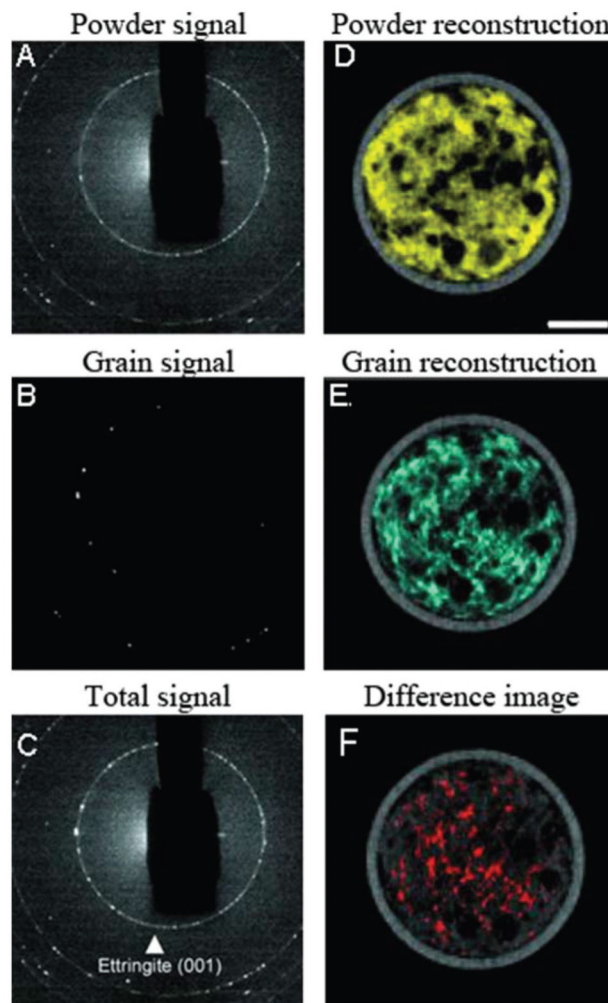 Powder signal
A
Powder reconstruction
D
Grain signal
B
Grain reconstruction
E.
Total signal
C
Ettringite (001)
Difference image
F